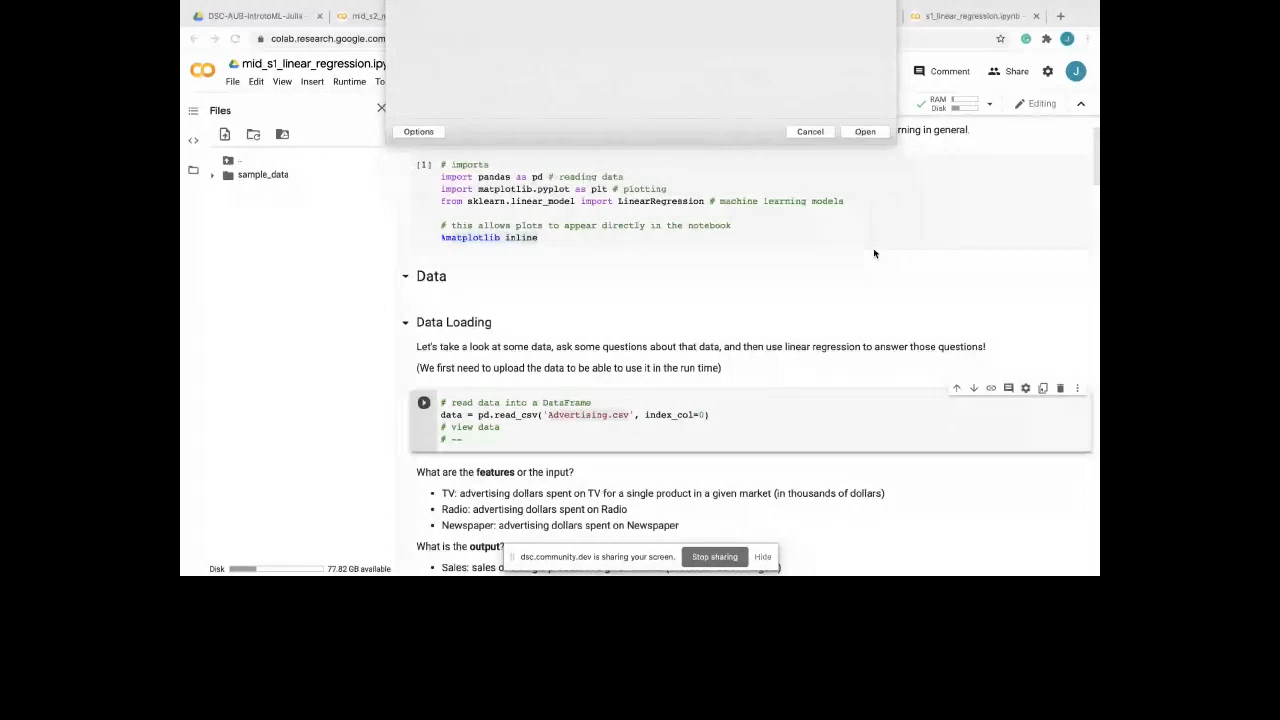 DSC-AUB-IntrotoML-Julia
mid_s2_n
s1_linear_regression.ipynb -
colab.research.google.com
mid_s1_linear_regression.ipy
File Edit View Insert Runtime To
Comment
Share
J
Files
RAM
Disk
Editing
Options
Cancel
Open
rning in general.
..
sample_data
[1]
# imports
import pandas as pd # reading data
import matplotlib.pyplot as plt # plotting
from sklearn.linear_model import LinearRegression # machine learning models
# this allows plots to appear directly in the notebook
%matplotlib inline
Data
Data Loading
Let's take a look at some data, ask some questions about that data, and then use linear regression to answer those questions!
(We first need to upload the data to be able to use it in the run time)
# read data into a DataFrame
data = pd.read_csv('Advertising.csv', index_col=0)
# view data
# --
What are the features or the input?
• TV: advertising dollars spent on TV for a single product in a given market (in thousands of dollars)
• Radio: advertising dollars spent on Radio
• Newspaper: advertising dollars spent on Newspaper
What is the output?
dsc.community.dev is sharing your screen.
Stop sharing
Hide
• Sales: sales o
Disk
77.82 GB available